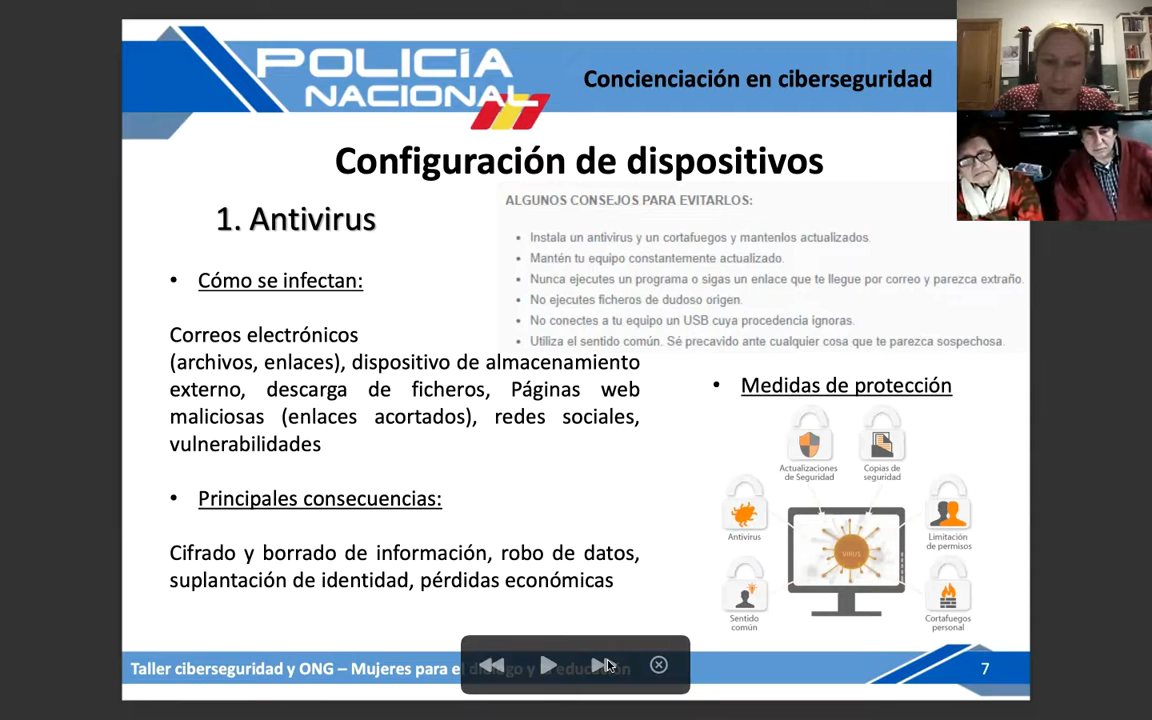 POLICÍA
NACIONAL
Concienciación en ciberseguridad
Configuración de dispositivos
1. Antivirus
ALGUNOS CONSEJOS PARA EVITARLOS:
• Instala un antivirus y un cortafuegos y mantenlos actualizados.
• Mantén tu equipo constantemente actualizado.
• Nunca ejecutes un programa o sigas un enlace que te llegue por correo y parezca extraño.
• No ejecutes ficheros de dudoso origen.
• No conectes a tu equipo un USB cuya procedencia ignoras.
• Utiliza el sentido común. Sé precavido ante cualquier cosa que te parezca sospechosa.
• Cómo se infectan:
Correos electrónicos
(archivos, enlaces), dispositivo de almacenamiento
externo, descarga de ficheros, Páginas web
maliciosas (enlaces acortados), redes sociales,
vulnerabilidades
• Principales consecuencias:
Cifrado y borrado de información, robo de datos,
suplantación de identidad, pérdidas económicas
• Medidas de protección
Actualizaciones
de Seguridad
Copias de
seguridad
Antivirus
Limitación
de permisos
VIRUS
Sentido
común
Cortafuegos
personal
Taller ciberseguridad y ONG – Mujeres para el diálogo y la educación
7